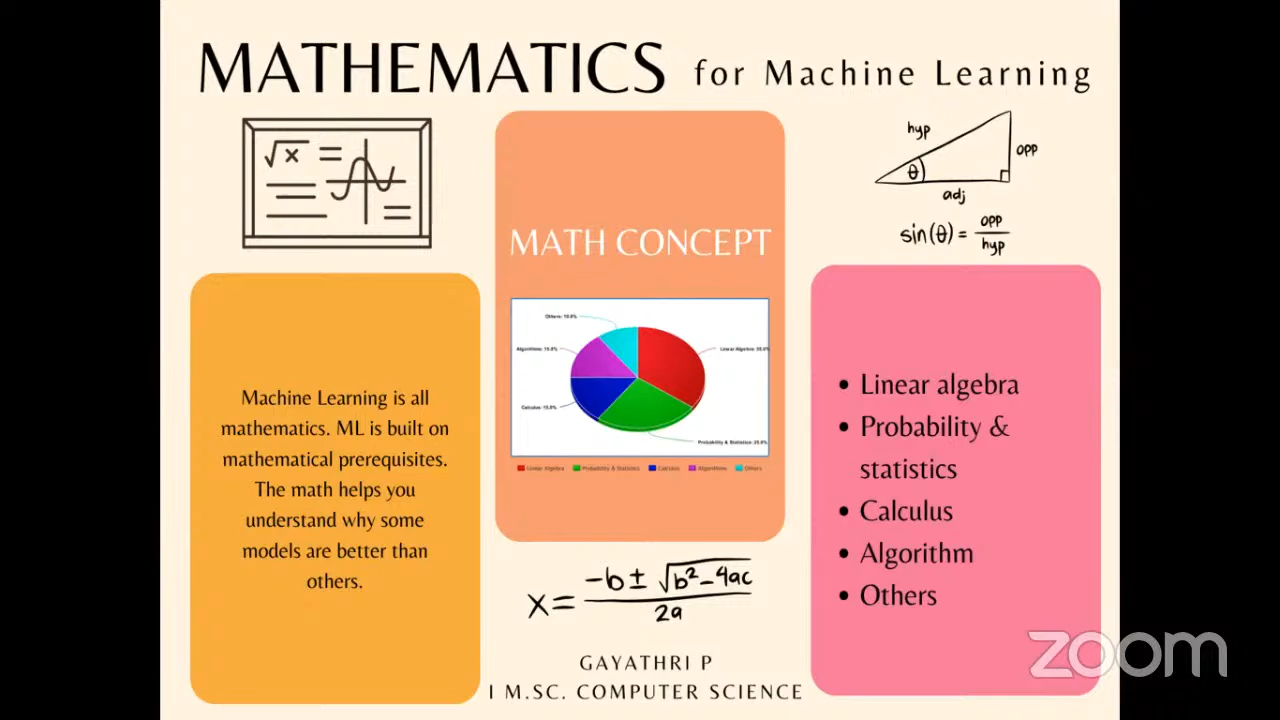 MATHEMATICS for Machine Learning
√x =
hyp
opp
θ
adj
sin(θ) = opp/hyp
MATH CONCEPT
Others: 10.0%
Algorithms: 15.0%
Linear Algebra: 35.0%
Calculus: 15.0%
Probability & Statistics: 25.0%
Linear Algebra Probability & Statistics Calculus Algorithms Others
Machine Learning is all
mathematics. ML is built on
mathematical prerequisites.
The math helps you
understand why some
models are better than
others.
• Linear algebra
• Probability &
statistics
• Calculus
• Algorithm
• Others
x = -b ± √b²-4ac
2a
GAYATHRI P
I M.SC. COMPUTER SCIENCE
zoom